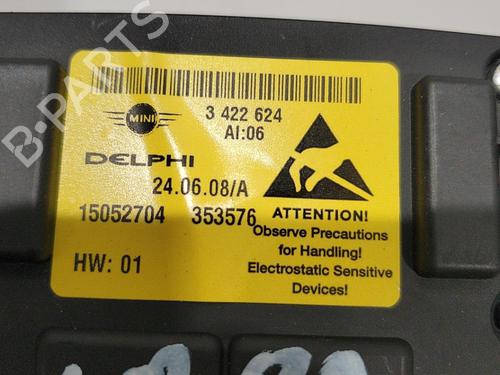 B-PARTS
MINI
3 422 624
AI:06
DELPHI
24.06.08/A
15052704 353576
HW: 01
ATTENTION!
Observe Precautions
for Handling!
Electrostatic Sensitive
Devices!